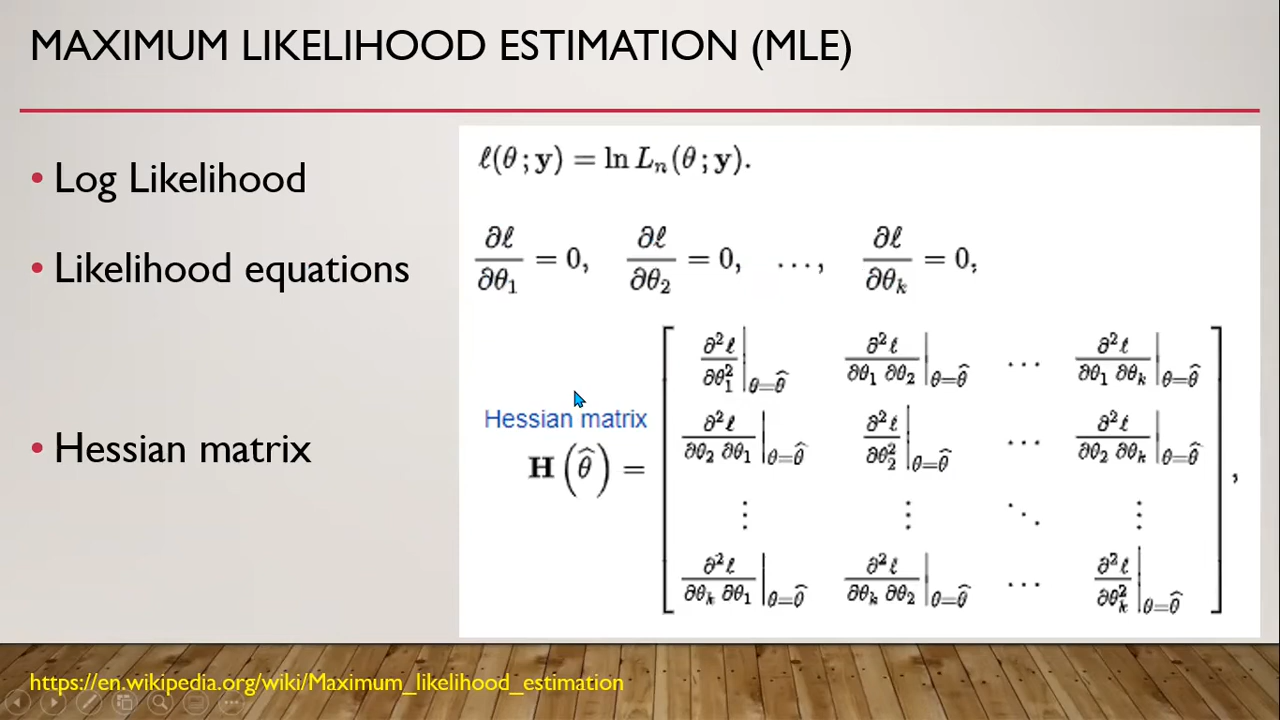 MAXIMUM LIKELIHOOD ESTIMATION (MLE)
• Log Likelihood
ℓ(θ ; y) = ln Lₙ(θ ; y).
• Likelihood equations
∂ℓ/∂θ₁ = 0, ∂ℓ/∂θ₂ = 0, …, ∂ℓ/∂θₖ = 0,
• Hessian matrix
Hessian matrix
H(θ̂) =
[ ∂²ℓ/∂θ₁² |θ=θ̂ ∂²ℓ/∂θ₁ ∂θ₂ |θ=θ̂ ⋯ ∂²ℓ/∂θ₁ ∂θₖ |θ=θ̂
∂²ℓ/∂θ₂ ∂θ₁ |θ=θ̂ ∂²ℓ/∂θ₂² |θ=θ̂ ⋯ ∂²ℓ/∂θ₂ ∂θₖ |θ=θ̂
⋮ ⋮ ⋱ ⋮
∂²ℓ/∂θₖ ∂θ₁ |θ=θ̂ ∂²ℓ/∂θₖ ∂θ₂ |θ=θ̂ ⋯ ∂²ℓ/∂θₖ² |θ=θ̂ ] ,
https://en.wikipedia.org/wiki/Maximum_likelihood_estimation